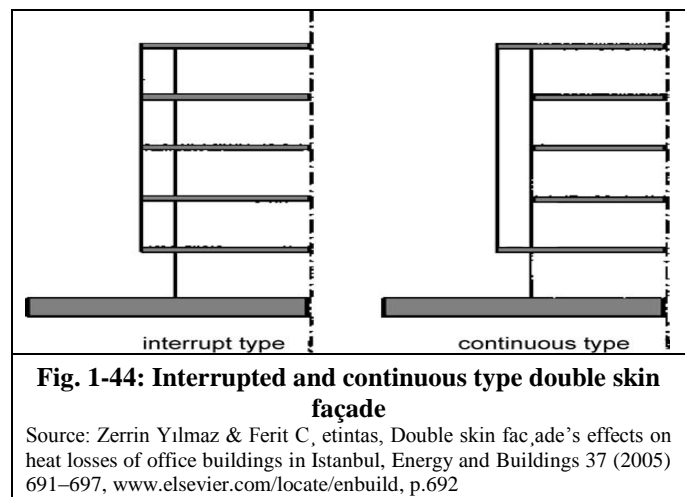 interrupt type
continuous type
Fig. 1-44: Interrupted and continuous type double skin
façade
Source: Zerrin Yılmaz & Ferit C¸ etintas, Double skin fac¸ade’s effects on
heat losses of office buildings in Istanbul, Energy and Buildings 37 (2005)
691–697, www.elsevier.com/locate/enbuild, p.692